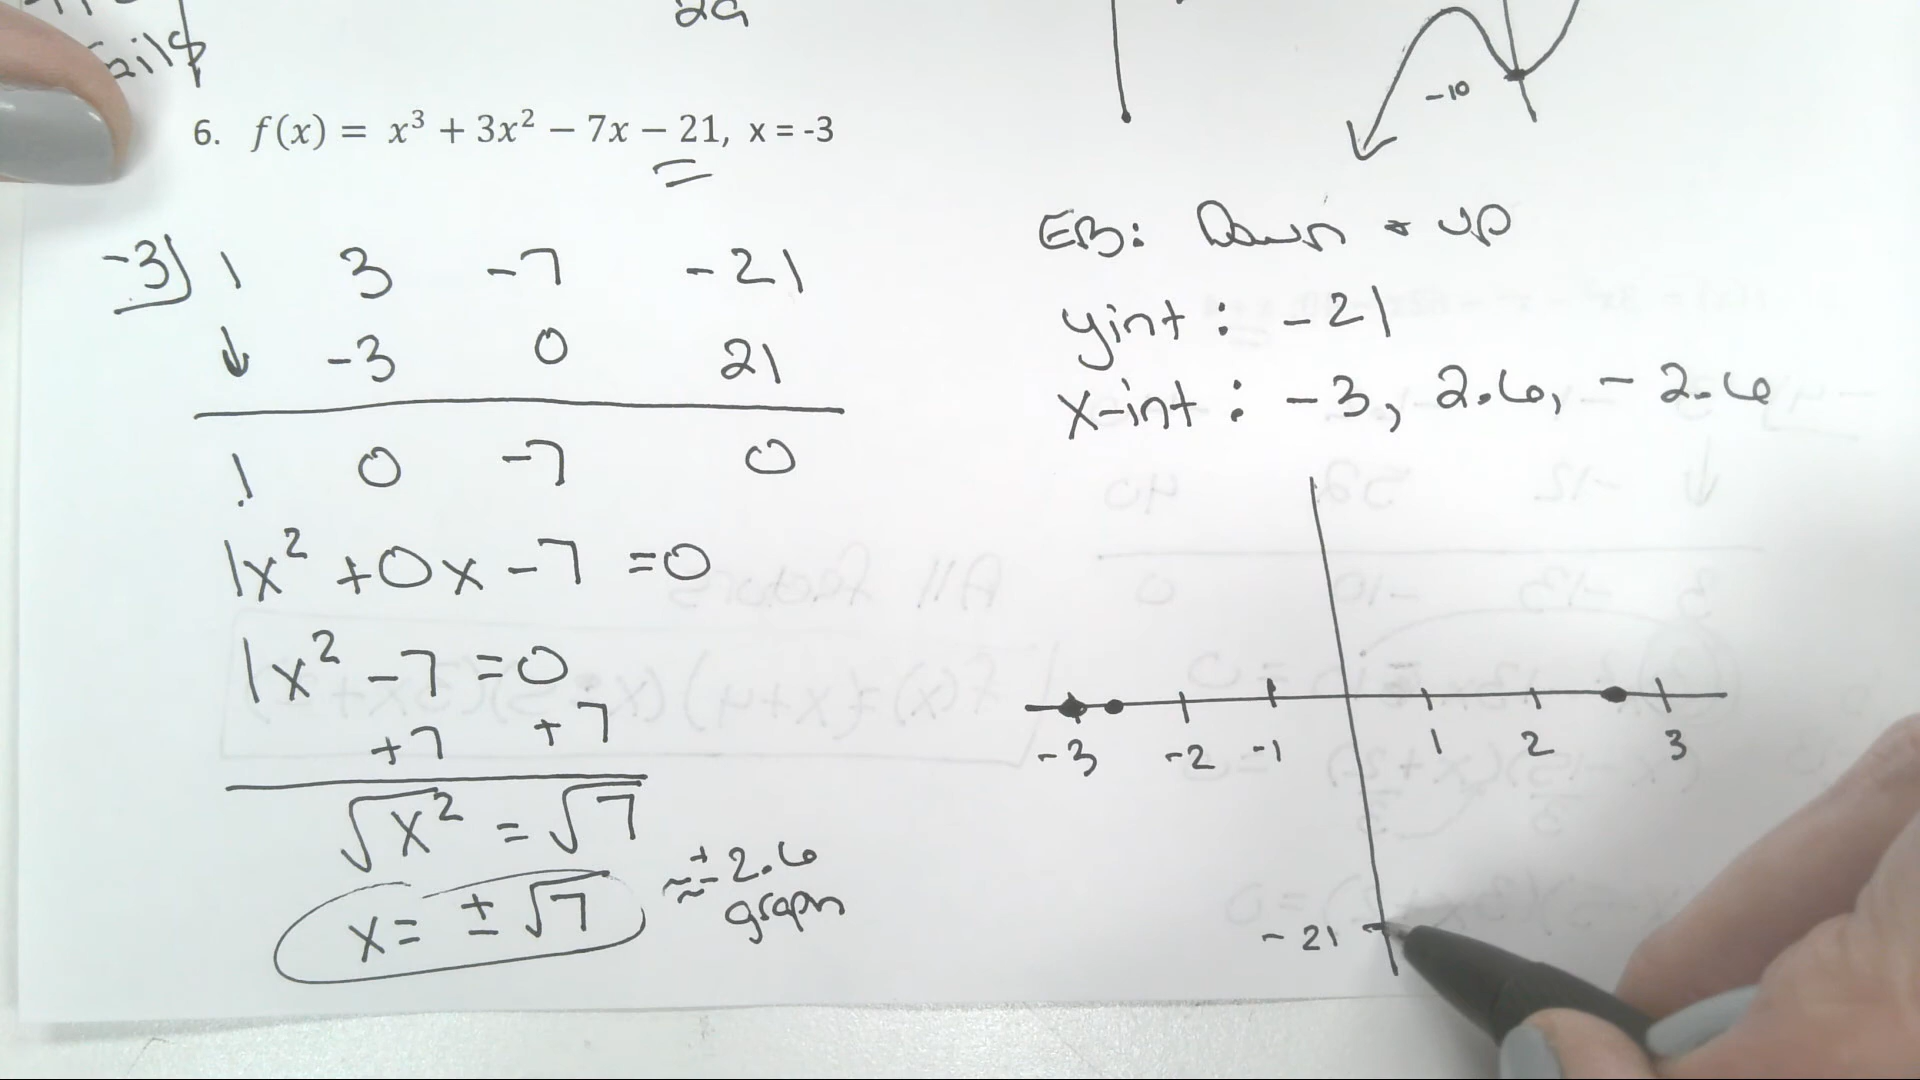 2a
-10
6. f(x) = x³ + 3x² − 7x − 21, x = -3
-3 1 3 -7 -21
↓ -3 0 21
1 0 -7 0
1x² + 0x - 7 = 0
1x² - 7 = 0
+7 +7
√x² = √7
x = ± √7 ≈ ± 2.6
graph
EB: Down + up
yint : -21
x-int : -3, 2.6, -2.6
-3 -2 -1 1 2 3
-21